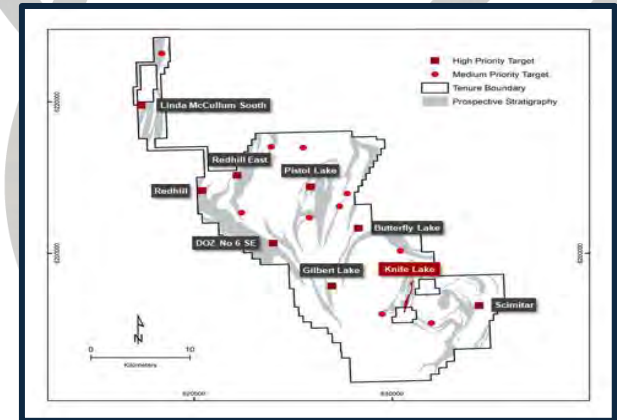 High Priority Target
Medium Priority Target
Tenure Boundary
Prospective Stratigraphy
Linda McCullum South
Redhill East
Pistol Lake
Redhill
Butterfly Lake
DOZ No 6 SE
Gilbert Lake
Knife Lake
Scimitar
N
0
10
Kilometers